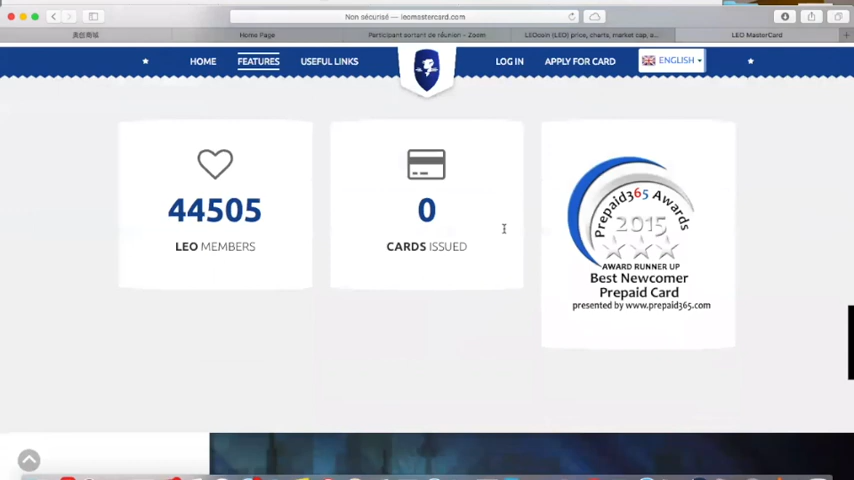 Non sécurisé — leomastercard.com
Home Page
Participant sortant de réunion - Zoom
LEOcoin (LEO) price, charts, market cap, a...
LEO MasterCard
HOME
FEATURES
USEFUL LINKS
LOG IN
APPLY FOR CARD
ENGLISH
44505
LEO MEMBERS
0
CARDS ISSUED
Prepaid365 Awards
2015
AWARD RUNNER UP
Best Newcomer
Prepaid Card
presented by www.prepaid365.com